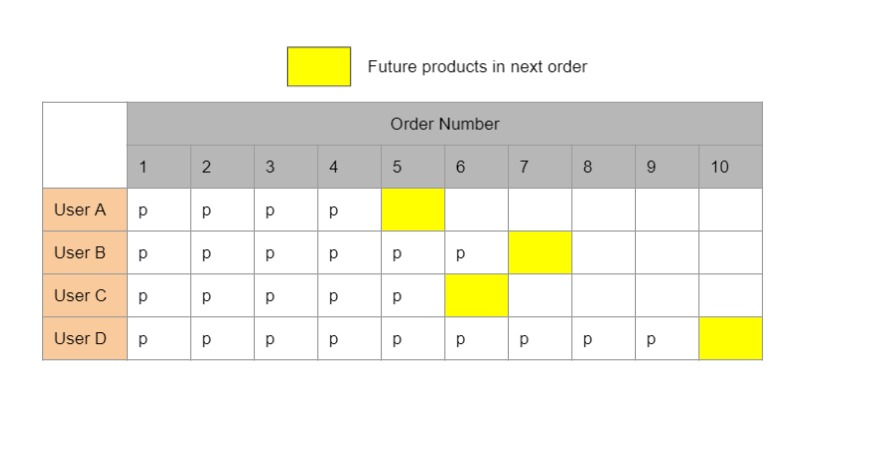 Future products in next order
Order Number
1 2 3 4 5 6 7 8 9 10
User A p p p p
User B p p p p p p
User C p p p p p
User D p p p p p p p p p